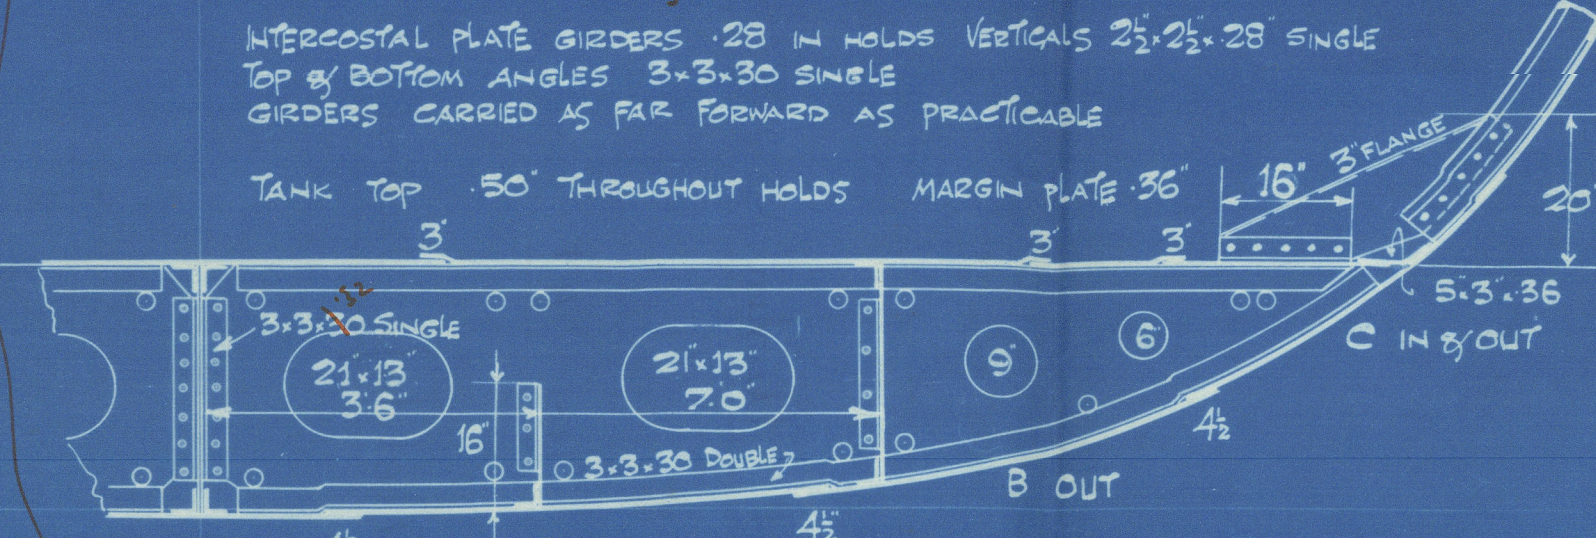 INTERCOSTAL PLATE GIRDERS .28 IN HOLDS VERTICALS 2½×2½×.28" SINGLE
TOP & BOTTOM ANGLES 3×3×30 SINGLE
GIRDERS CARRIED AS FAR FORWARD AS PRACTICABLE
TANK TOP .50" THROUGHOUT HOLDS MARGIN PLATE .36"
3" FLANGE
16"
20
3"
3"
3"
5"×3"×.36
C IN & OUT
.32
3×3×30 SINGLE
21"×13"
3'.6"
21"×13"
7'.0"
9"
6"
16"
3×3×30 DOUBLE
4½
B OUT
4½"